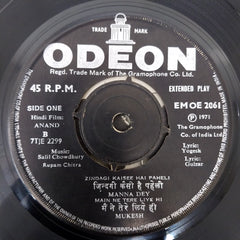 TRADE MARK
ODEON
Regd. Trade Mark of The Gramophone Co. Ltd.
45 R.P.M.
EXTENDED PLAY
SIDE ONE
EMOE 2061
Hindi Film:
ANAND
B
7TJE 2299
℗ 1971
The Gramophone
Co. of India Ltd.
Music:
Salil Chowdhury
Rupam Chitra
Lyric:
Yogesh
Lyric:
Gulzar
ZINDAGI KAISEE HAI PAHELI
जिन्दगी कैसी है पहेली
MANNA DEY
MAIN NE TERE LIYE HI
मैं ने तेरे लिये ही
MUKESH